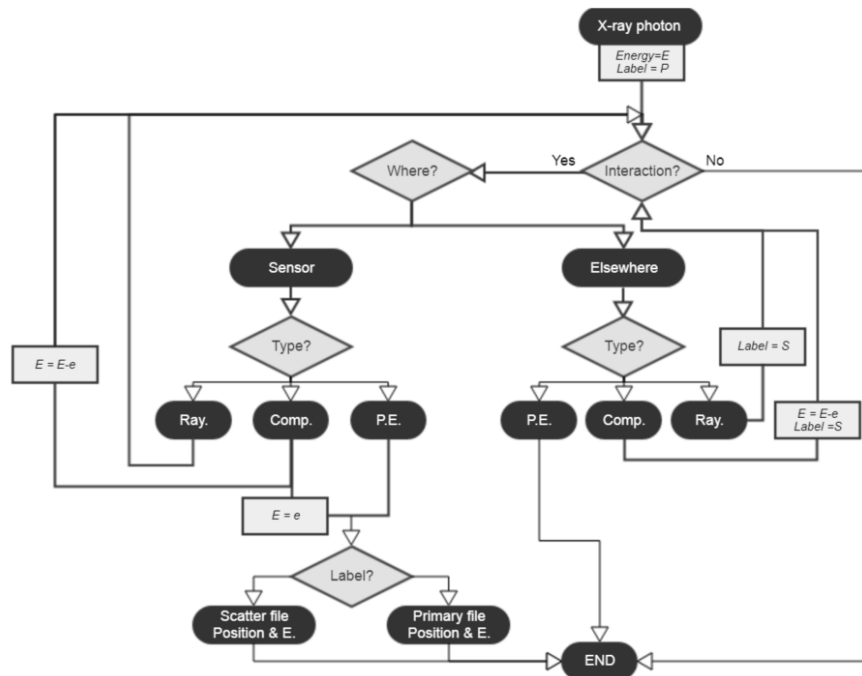 X-ray photon
Energy=E
Label = P
Where?
Yes
Interaction?
No
Sensor
Elsewhere
Type?
Type?
E = E-e
Label = S
Ray.
Comp.
P.E.
P.E.
Comp.
Ray.
E = E-e
Label =S
E = e
Label?
Scatter file
Position & E.
Primary file
Position & E.
END